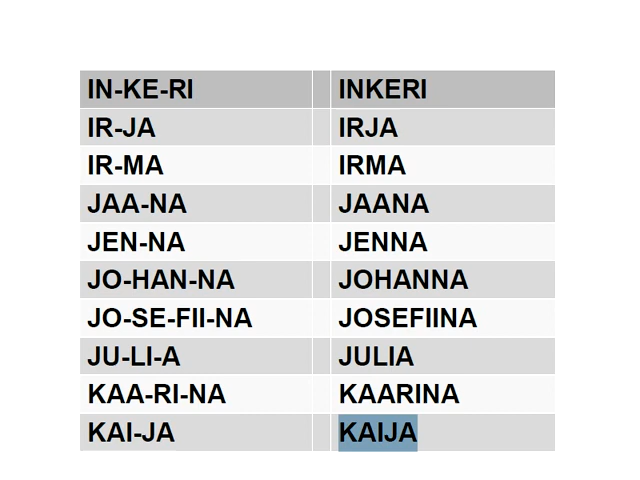 IN-KE-RI INKERI
IR-JA IRJA
IR-MA IRMA
JAA-NA JAANA
JEN-NA JENNA
JO-HAN-NA JOHANNA
JO-SE-FII-NA JOSEFIINA
JU-LI-A JULIA
KAA-RI-NA KAARINA
KAI-JA KAIJA